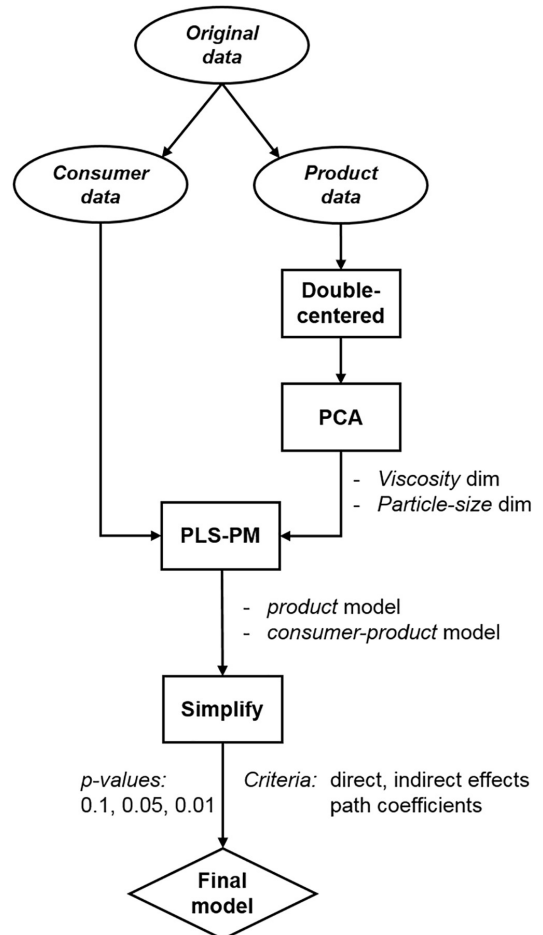 Original
data
Consumer
data
Product
data
Double-
centered
PCA
- Viscosity dim
- Particle-size dim
PLS-PM
- product model
- consumer-product model
Simplify
p-values:
0.1, 0.05, 0.01
Criteria: direct, indirect effects
path coefficients
Final
model